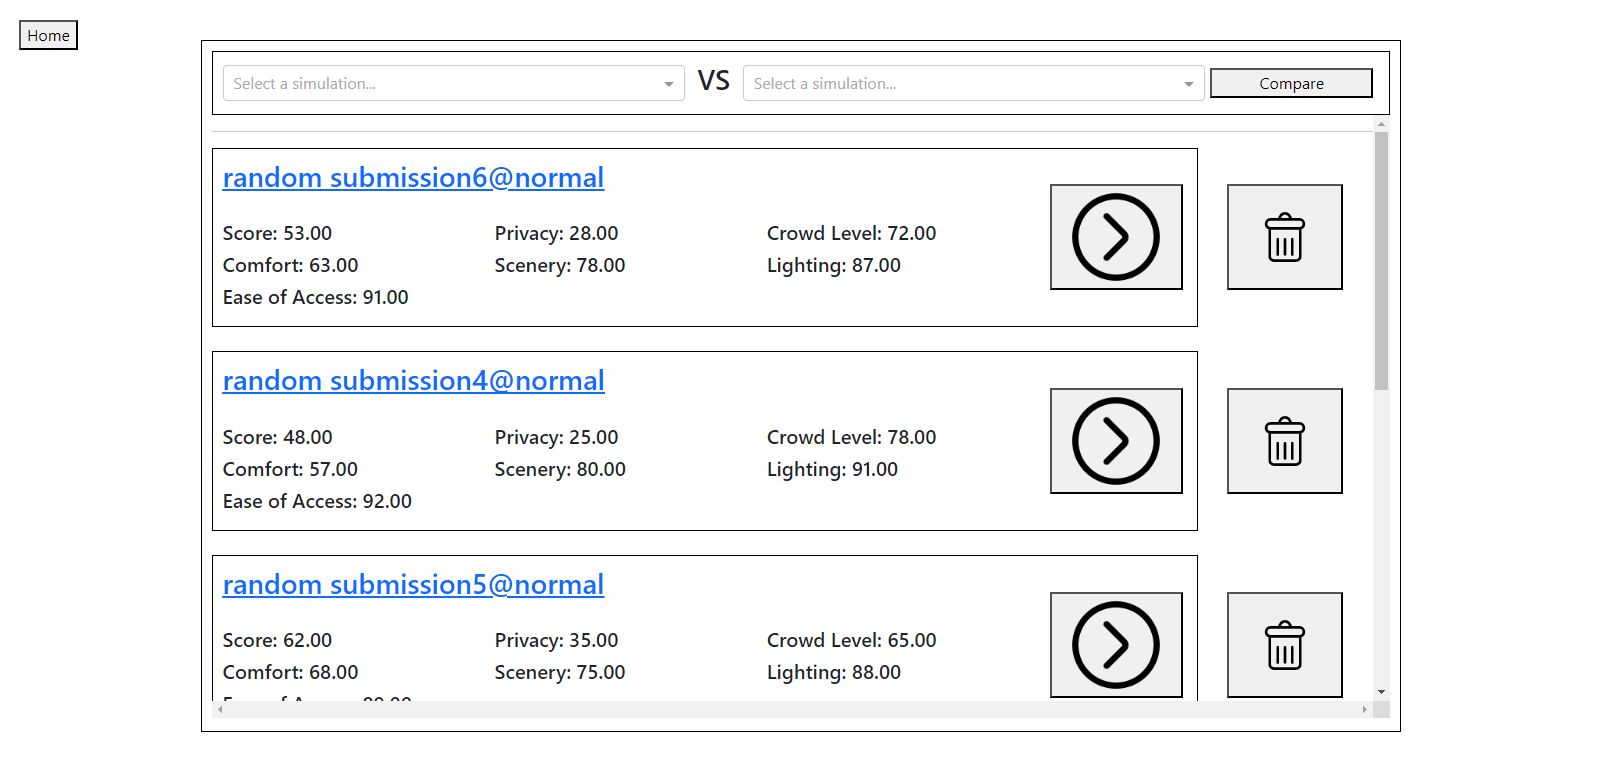 Home
Select a simulation... VS Select a simulation... Compare
random submission6@normal
Score: 53.00 Privacy: 28.00 Crowd Level: 72.00
Comfort: 63.00 Scenery: 78.00 Lighting: 87.00
Ease of Access: 91.00
random submission4@normal
Score: 48.00 Privacy: 25.00 Crowd Level: 78.00
Comfort: 57.00 Scenery: 80.00 Lighting: 91.00
Ease of Access: 92.00
random submission5@normal
Score: 62.00 Privacy: 35.00 Crowd Level: 65.00
Comfort: 68.00 Scenery: 75.00 Lighting: 88.00